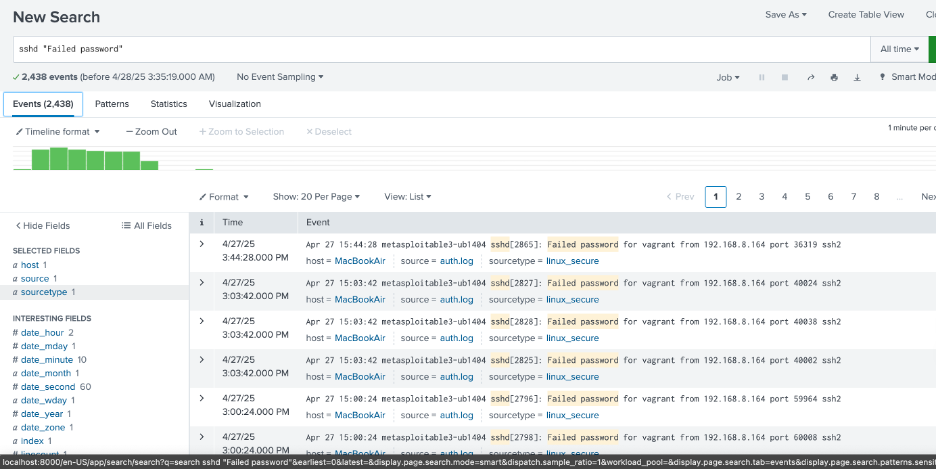 New Search
Save As
Create Table View
sshd "Failed password"
All time
2,438 events (before 4/28/25 3:35:19.000 AM)
No Event Sampling
Job
Smart Mod
Events (2,438)
Patterns
Statistics
Visualization
Timeline format
— Zoom Out
+ Zoom to Selection
× Deselect
1 minute per c
Format
Show: 20 Per Page
View: List
< Prev
1
2
3
4
5
6
7
8
...
Nex
< Hide Fields
All Fields
SELECTED FIELDS
a host 1
a source 1
a sourcetype 1
INTERESTING FIELDS
# date_hour 2
# date_mday 1
# date_minute 10
a date_month 1
# date_second 60
a date_wday 1
# date_year 1
a date_zone 1
a index 1
# linecount 1
i
Time
Event
4/27/25
3:44:28.000 PM
Apr 27 15:44:28 metasploitable3-ub1404 sshd[2865]: Failed password for vagrant from 192.168.8.164 port 36319 ssh2
host = MacBookAir
source = auth.log
sourcetype = linux_secure
4/27/25
3:03:42.000 PM
Apr 27 15:03:42 metasploitable3-ub1404 sshd[2827]: Failed password for vagrant from 192.168.8.164 port 40024 ssh2
host = MacBookAir
source = auth.log
sourcetype = linux_secure
4/27/25
3:03:42.000 PM
Apr 27 15:03:42 metasploitable3-ub1404 sshd[2828]: Failed password for vagrant from 192.168.8.164 port 40038 ssh2
host = MacBookAir
source = auth.log
sourcetype = linux_secure
4/27/25
3:03:42.000 PM
Apr 27 15:03:42 metasploitable3-ub1404 sshd[2825]: Failed password for vagrant from 192.168.8.164 port 40002 ssh2
host = MacBookAir
source = auth.log
sourcetype = linux_secure
4/27/25
3:00:24.000 PM
Apr 27 15:00:24 metasploitable3-ub1404 sshd[2796]: Failed password for vagrant from 192.168.8.164 port 59964 ssh2
host = MacBookAir
source = auth.log
sourcetype = linux_secure
4/27/25
3:00:24.000 PM
Apr 27 15:00:24 metasploitable3-ub1404 sshd[2798]: Failed password for vagrant from 192.168.8.164 port 60008 ssh2
localhost:8000/en-US/app/search/search?q=search sshd "Failed password"&earliest=0&latest=&display.page.search.mode=smart&dispatch.sample_ratio=1&workload_pool=&display.page.search.tab=events&display.page.search.patterns.sensit